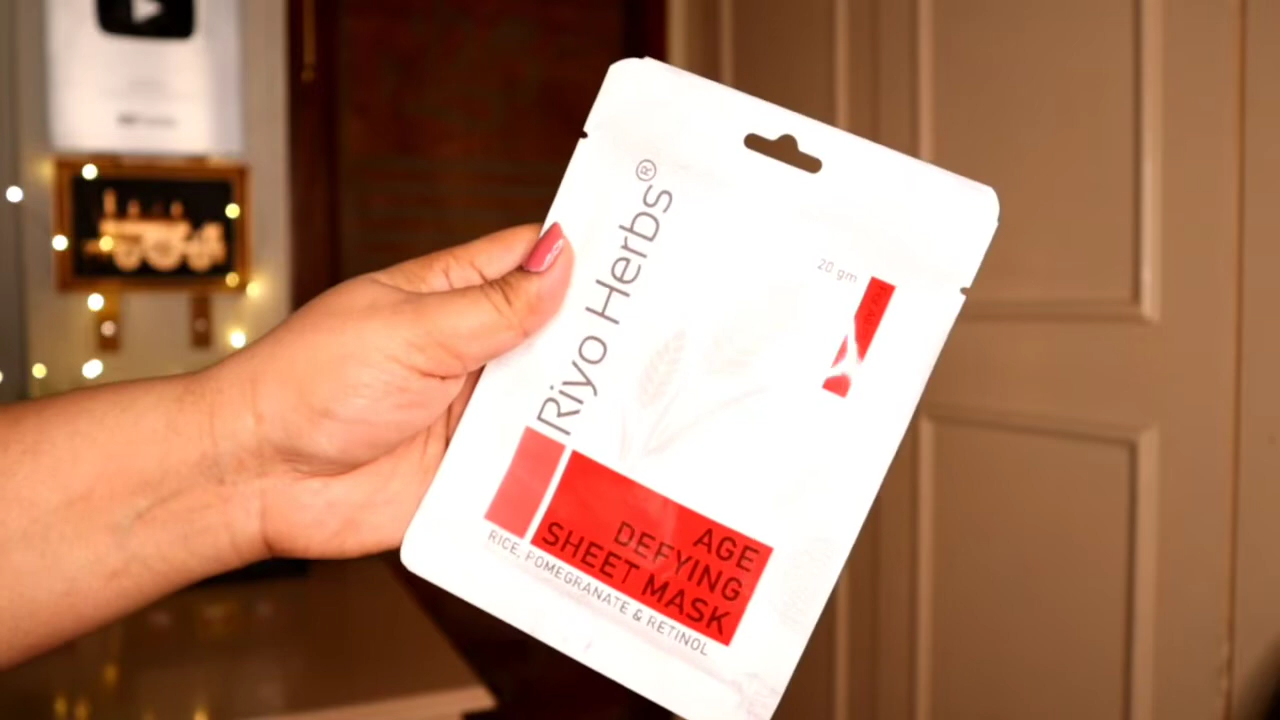 Riyo Herbs®
20 gm
AGE
DEFYING
SHEET MASK
RICE, POMEGRANATE & RETINOL